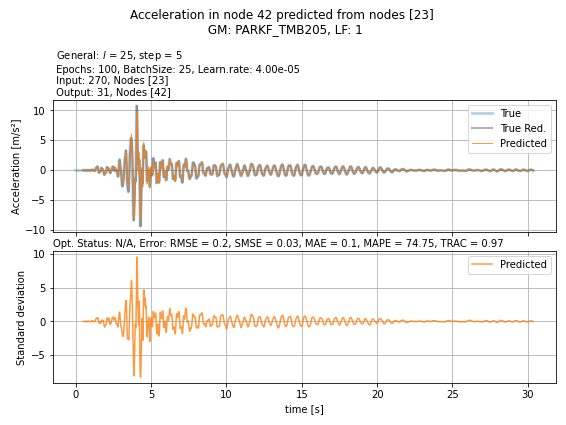 Acceleration in node 42 predicted from nodes [23]
GM: PARKF_TMB205, LF: 1
General: l = 25, step = 5
Epochs: 100, BatchSize: 25, Learn.rate: 4.00e-05
Input: 270, Nodes [23]
Output: 31, Nodes [42]
True
True Red.
Predicted
Acceleration [m/s²]
10
5
0
−5
−10
Opt. Status: N/A, Error: RMSE = 0.2, SMSE = 0.03, MAE = 0.1, MAPE = 74.75, TRAC = 0.97
Predicted
Standard deviation
10
5
0
−5
0 5 10 15 20 25 30
time [s]